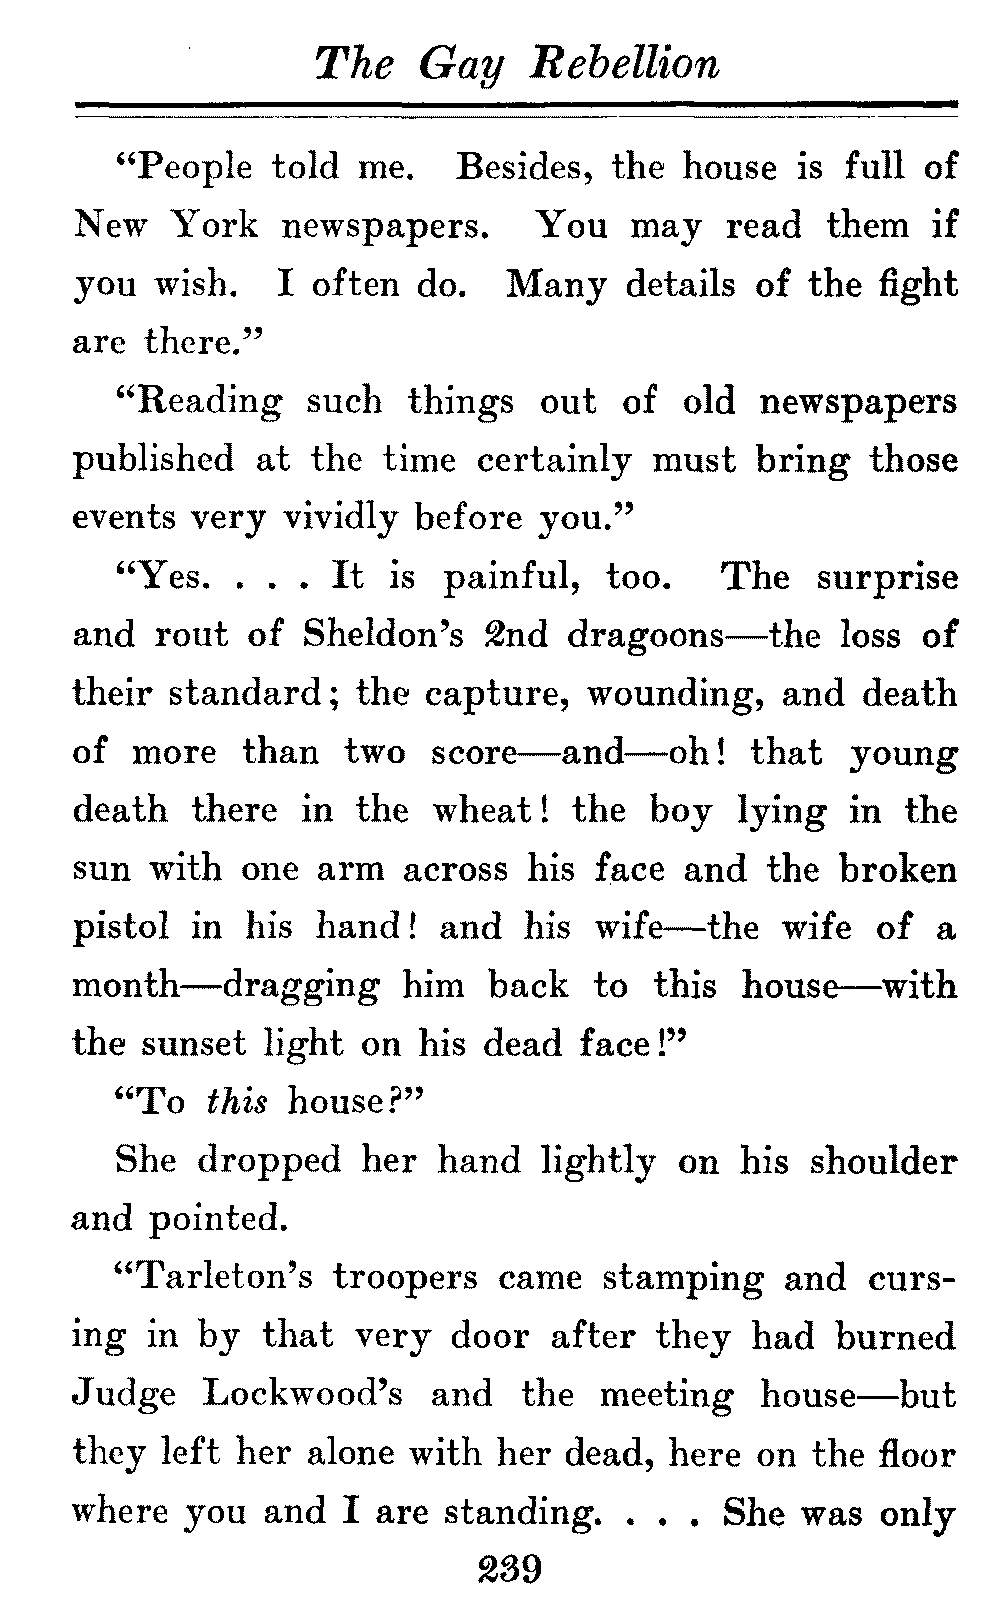 The Gay Rebellion
“People told me. Besides, the house is full of
New York newspapers. You may read them if
you wish. I often do. Many details of the fight
are there.”
“Reading such things out of old newspapers
published at the time certainly must bring those
events very vividly before you.”
“Yes. . . . It is painful, too. The surprise
and rout of Sheldon’s 2nd dragoons—the loss of
their standard; the capture, wounding, and death
of more than two score—and—oh! that young
death there in the wheat! the boy lying in the
sun with one arm across his face and the broken
pistol in his hand! and his wife—the wife of a
month—dragging him back to this house—with
the sunset light on his dead face!”
“To this house?”
She dropped her hand lightly on his shoulder
and pointed.
“Tarleton’s troopers came stamping and curs-
ing in by that very door after they had burned
Judge Lockwood’s and the meeting house—but
they left her alone with her dead, here on the floor
where you and I are standing. . . . She was only
239